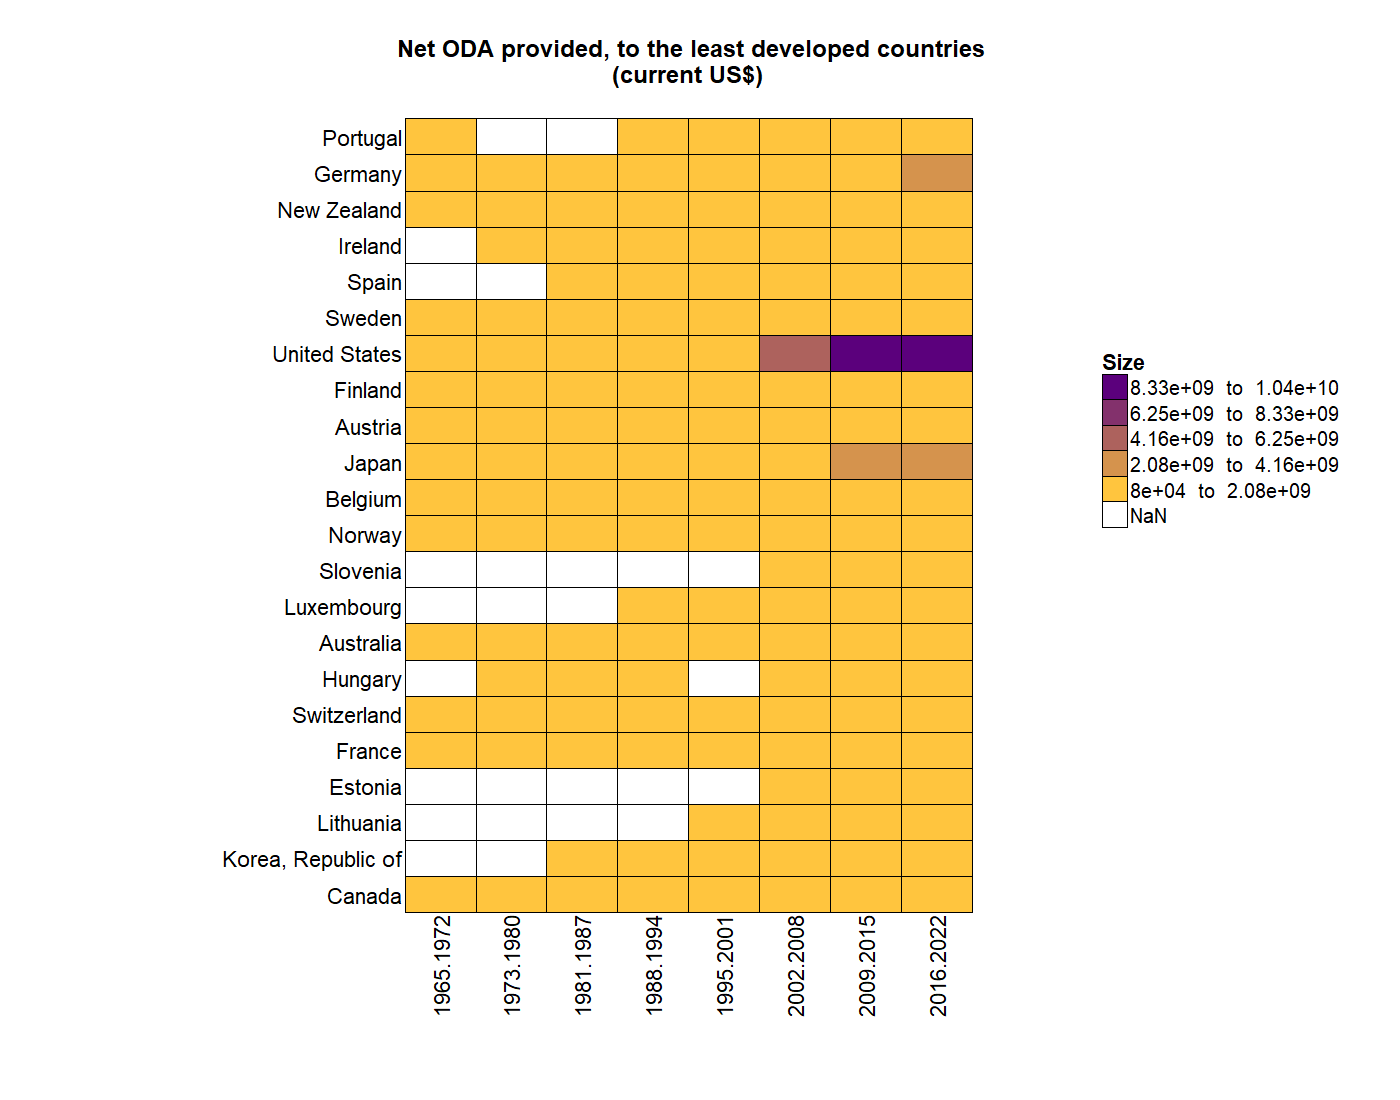 Net ODA provided, to the least developed countries
(current US$)
Portugal
Germany
New Zealand
Ireland
Spain
Sweden
United States
Finland
Austria
Japan
Belgium
Norway
Slovenia
Luxembourg
Australia
Hungary
Switzerland
France
Estonia
Lithuania
Korea, Republic of
Canada
1965.1972
1973.1980
1981.1987
1988.1994
1995.2001
2002.2008
2009.2015
2016.2022
Size
8.33e+09 to 1.04e+10
6.25e+09 to 8.33e+09
4.16e+09 to 6.25e+09
2.08e+09 to 4.16e+09
8e+04 to 2.08e+09
NaN